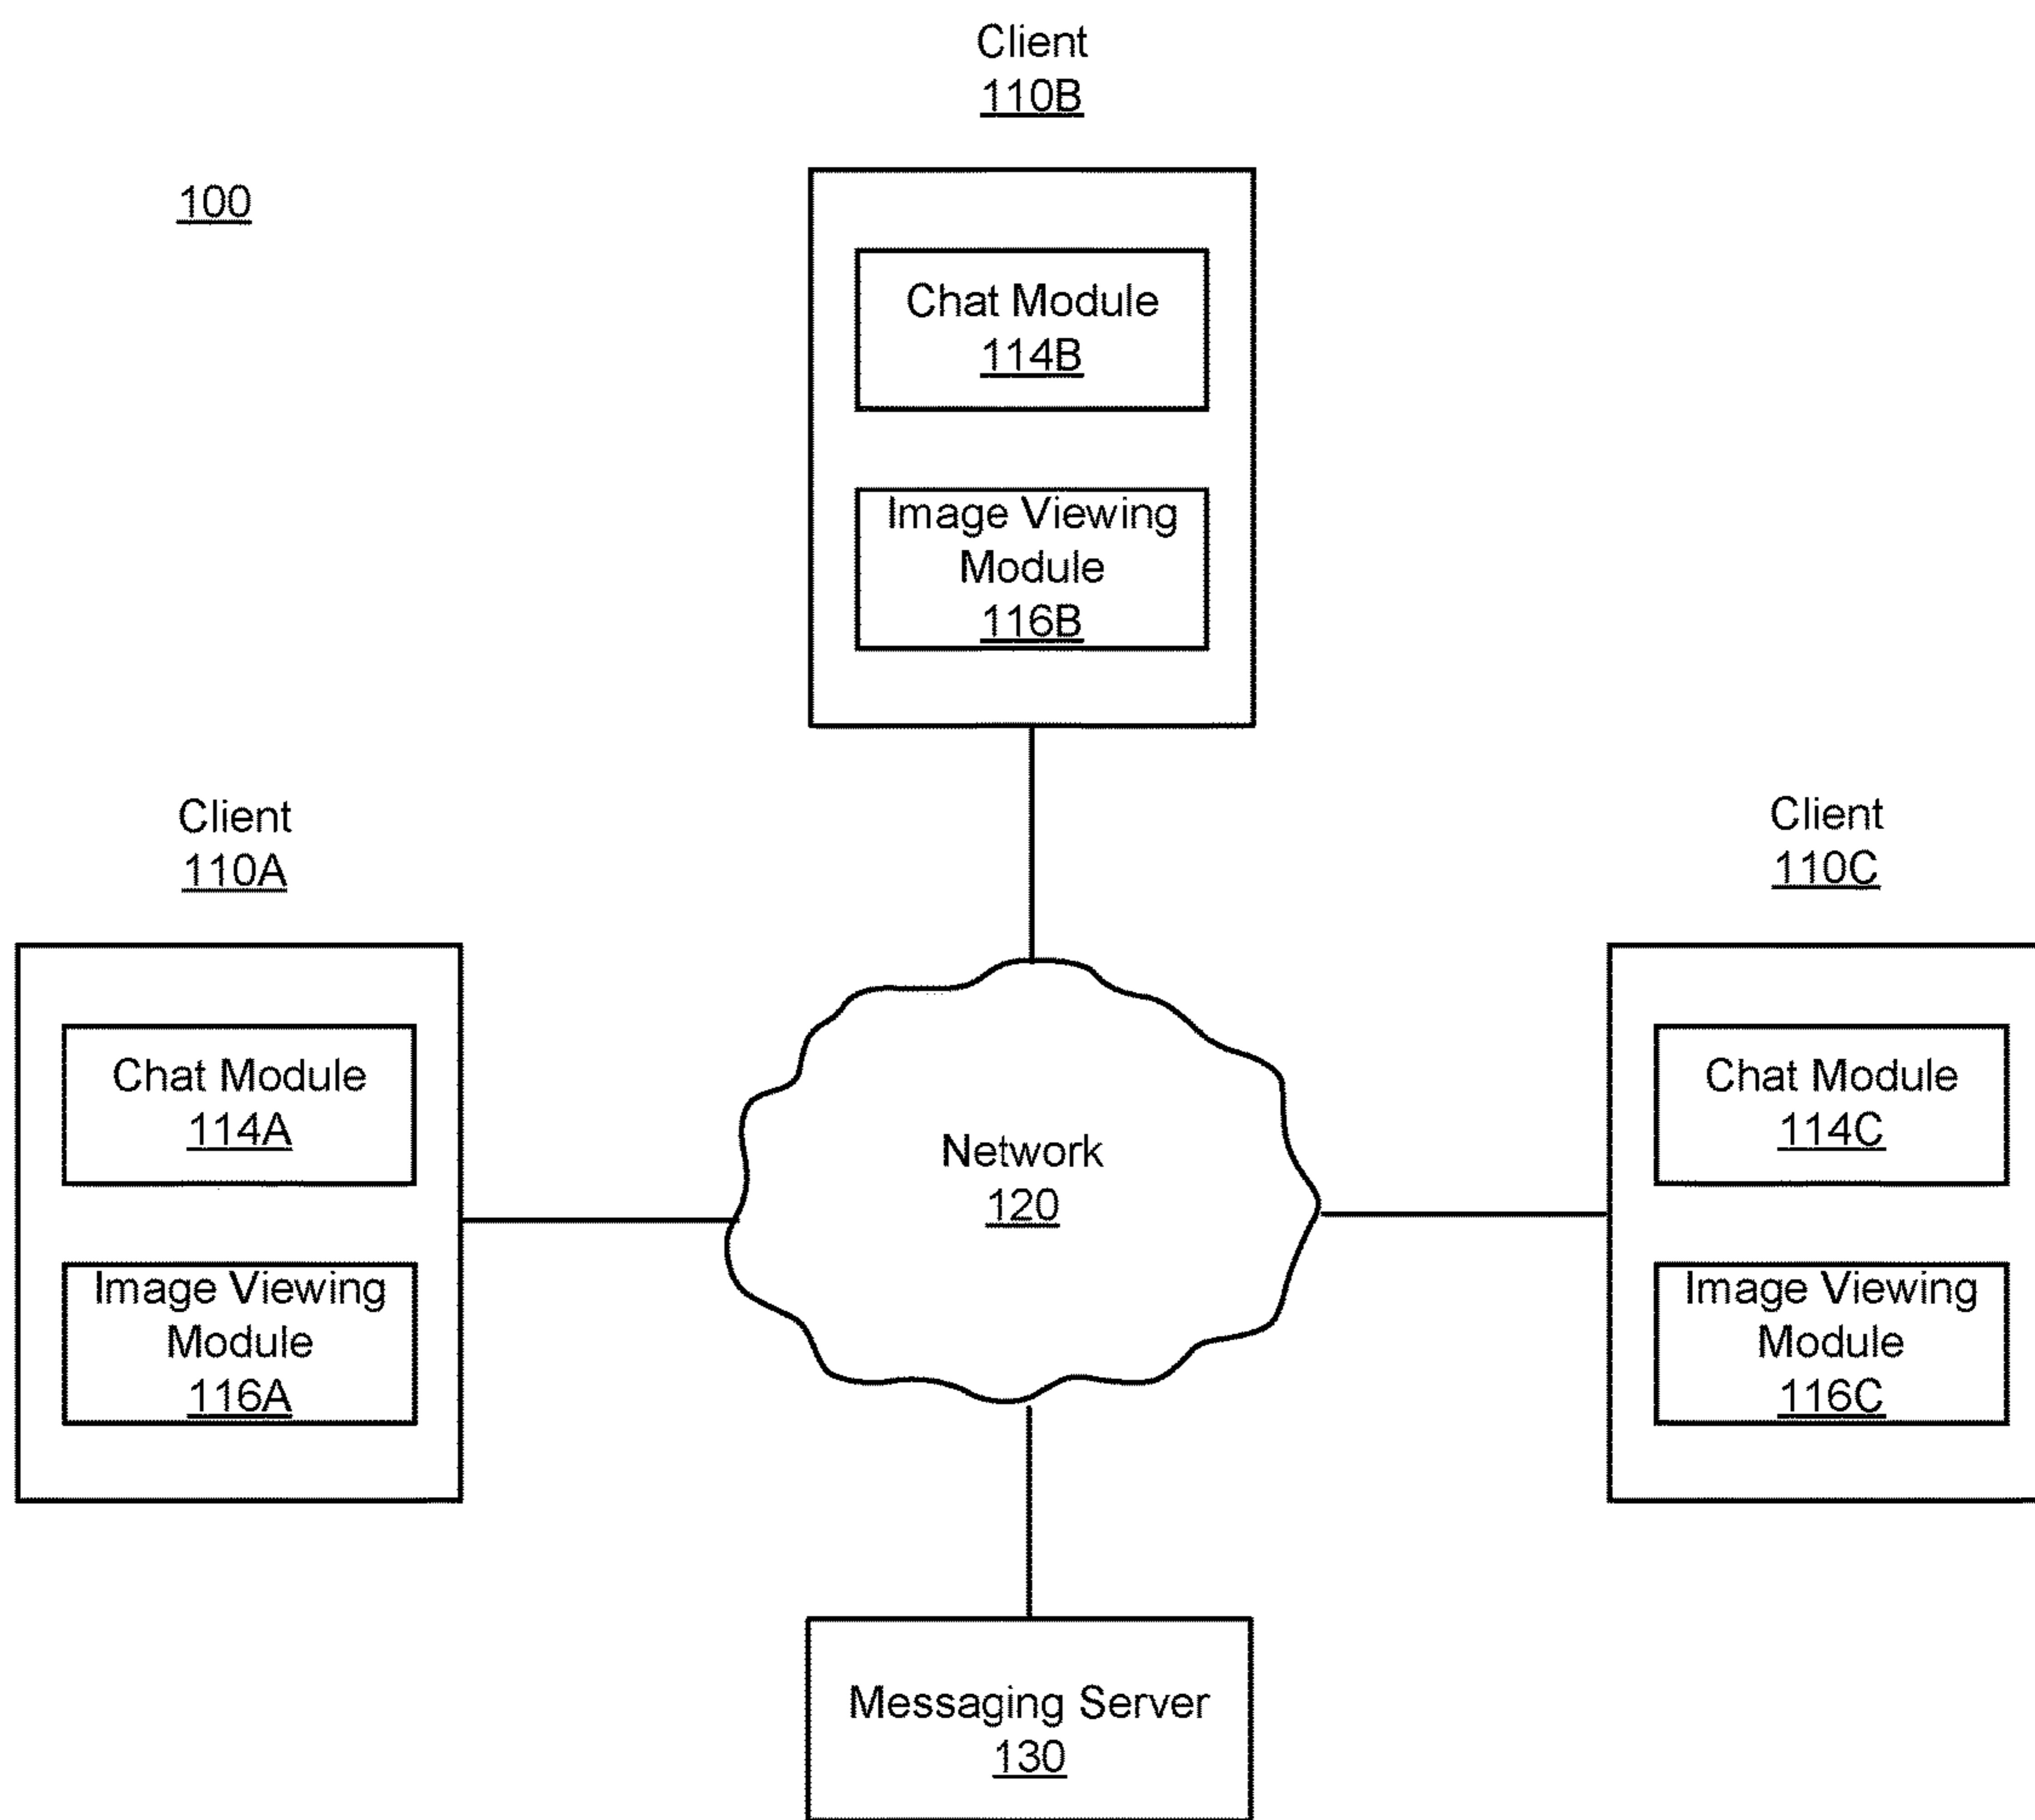 Client
110B
100
Chat Module
114B
Image Viewing
Module
116B
Client
110A
Client
110C
Chat Module
114A
Image Viewing
Module
116A
Network
120
Chat Module
114C
Image Viewing
Module
116C
Messaging Server
130